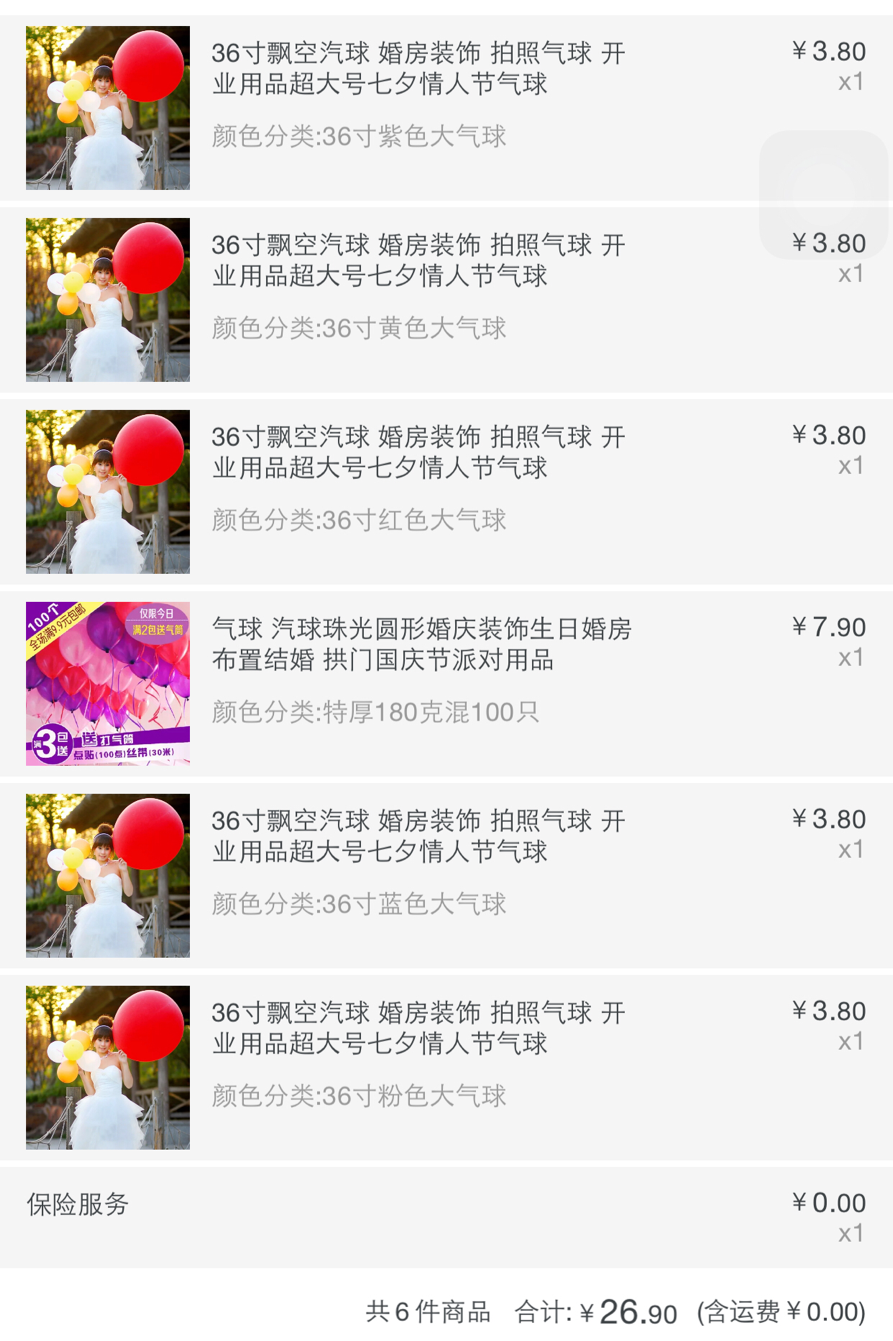 36寸飘空汽球 婚房装饰 拍照气球 开
业用品超大号七夕情人节气球
¥3.80
x1
颜色分类:36寸紫色大气球
36寸飘空汽球 婚房装饰 拍照气球 开
业用品超大号七夕情人节气球
¥3.80
x1
颜色分类:36寸黄色大气球
36寸飘空汽球 婚房装饰 拍照气球 开
业用品超大号七夕情人节气球
¥3.80
x1
颜色分类:36寸红色大气球
100个
全场满9.9元包邮
仅限今日
满2包送气筒
满3包送
送打气筒
点贴(100点)丝带(30米)
气球 汽球珠光圆形婚庆装饰生日婚房
布置结婚 拱门国庆节派对用品
¥7.90
x1
颜色分类:特厚180克混100只
36寸飘空汽球 婚房装饰 拍照气球 开
业用品超大号七夕情人节气球
¥3.80
x1
颜色分类:36寸蓝色大气球
36寸飘空汽球 婚房装饰 拍照气球 开
业用品超大号七夕情人节气球
¥3.80
x1
颜色分类:36寸粉色大气球
保险服务
¥0.00
x1
共6件商品 合计:¥26.90 (含运费¥0.00)